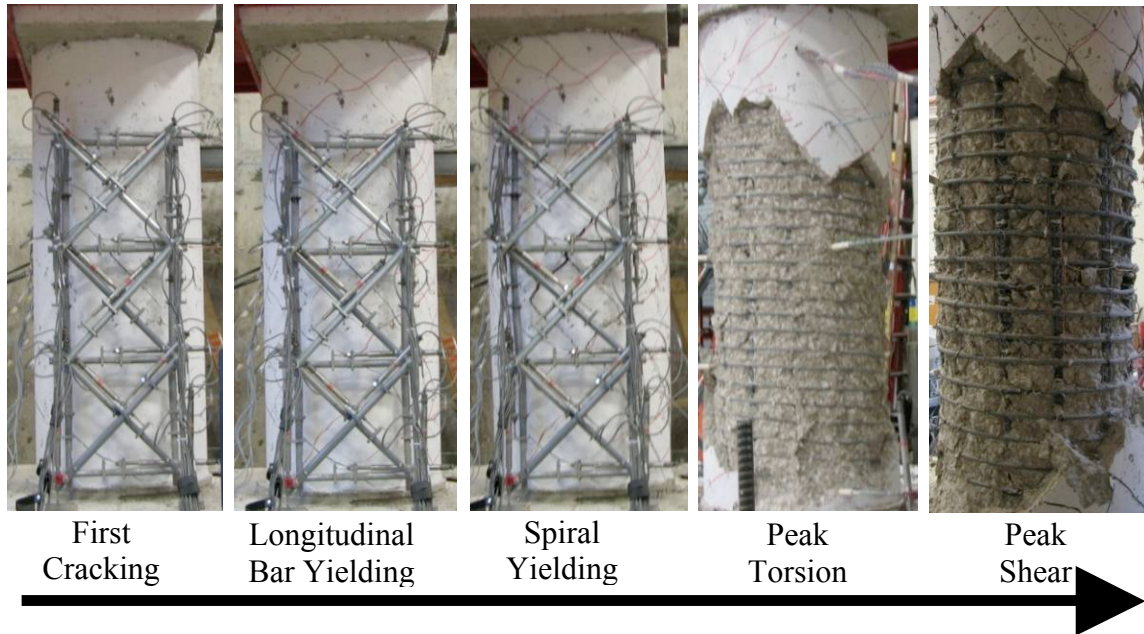 First
Cracking
Longitudinal
Bar Yielding
Spiral
Yielding
Peak
Torsion
Peak
Shear